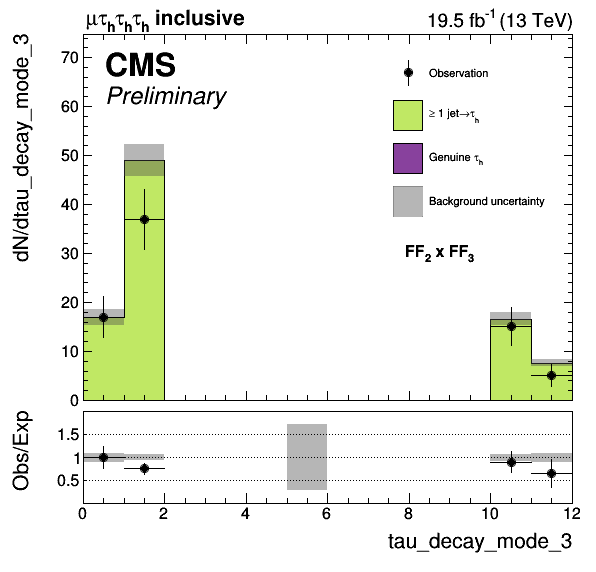 μτhτhτh inclusive
19.5 fb⁻¹ (13 TeV)
CMS
Preliminary
Observation
≥ 1 jet→τh
Genuine τh
Background uncertainty
FF2 x FF3
dN/dtau_decay_mode_3
70
60
50
40
30
20
10
0
Obs/Exp
1.5
1
0.5
0 2 4 6 8 10 12
tau_decay_mode_3